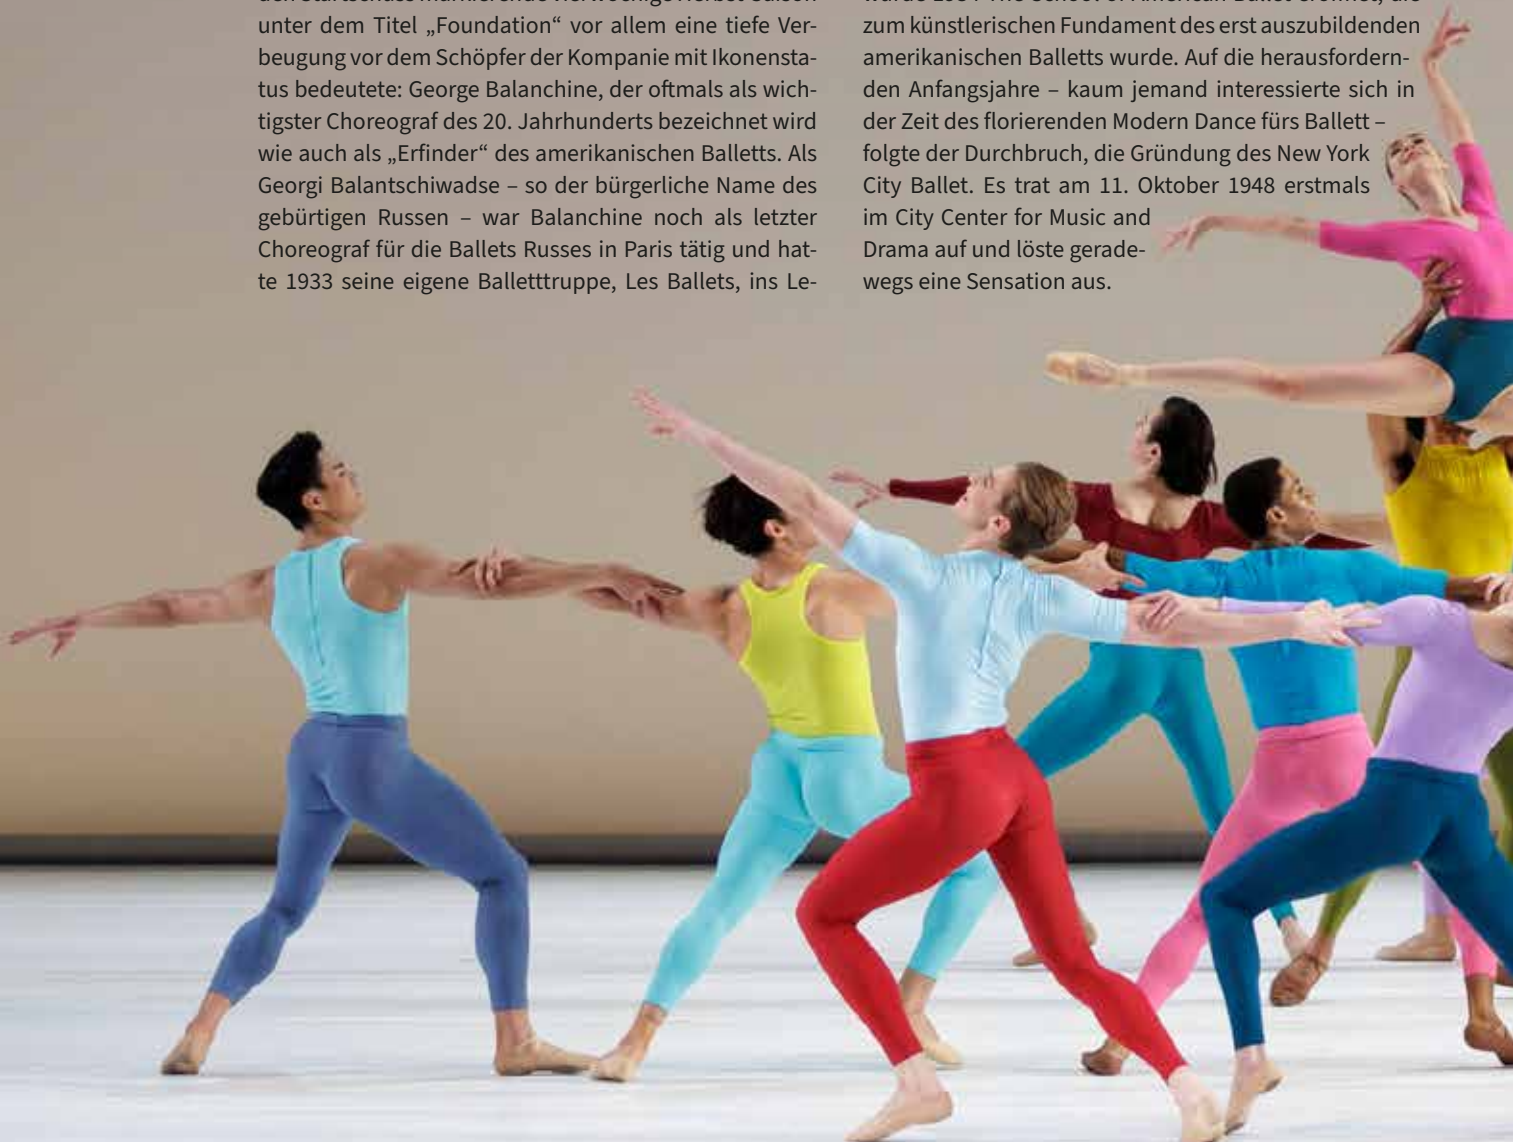 unter dem Titel „Foundation“ vor allem eine tiefe Ver-
beugung vor dem Schöpfer der Kompanie mit Ikonensta-
tus bedeutete: George Balanchine, der oftmals als wich-
tigster Choreograf des 20. Jahrhunderts bezeichnet wird
wie auch als „Erfinder“ des amerikanischen Balletts. Als
Georgi Balantschiwadse – so der bürgerliche Name des
gebürtigen Russen – war Balanchine noch als letzter
Choreograf für die Ballets Russes in Paris tätig und hat-
te 1933 seine eigene Balletttruppe, Les Ballets, ins Le-
zum künstlerischen Fundament des erst auszubildenden
amerikanischen Balletts wurde. Auf die herausfordern-
den Anfangsjahre – kaum jemand interessierte sich in
der Zeit des florierenden Modern Dance fürs Ballett –
folgte der Durchbruch, die Gründung des New York
City Ballet. Es trat am 11. Oktober 1948 erstmals
im City Center for Music and
Drama auf und löste gerade-
wegs eine Sensation aus.